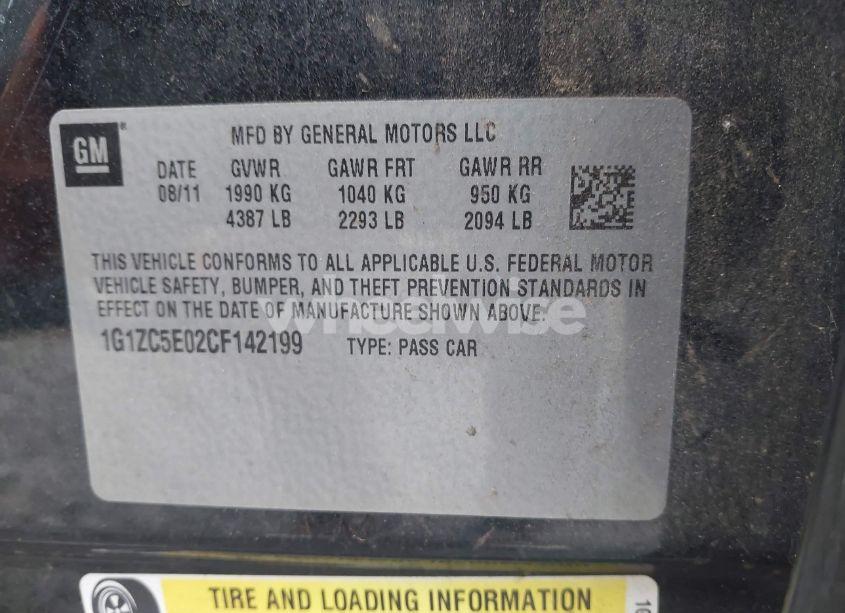 GM
MFD BY GENERAL MOTORS LLC
DATE GVWR GAWR FRT GAWR RR
08/11 1990 KG 1040 KG 950 KG
4387 LB 2293 LB 2094 LB
THIS VEHICLE CONFORMS TO ALL APPLICABLE U.S. FEDERAL MOTOR
VEHICLE SAFETY, BUMPER, AND THEFT PREVENTION STANDARDS IN
EFFECT ON THE DATE OF MANUFACTURE SHOWN ABOVE:
wheelwise
1G1ZC5E02CF142199 TYPE: PASS CAR
TIRE AND LOADING INFORMATION